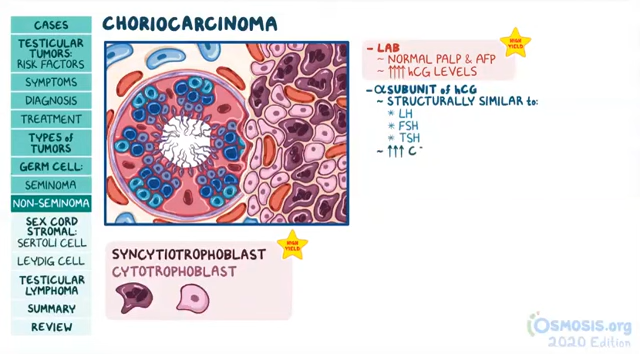 CASES
TESTICULAR
TUMORS:
RISK FACTORS
SYMPTOMS
DIAGNOSIS
TREATMENT
TYPES of
TUMORS
GERM CELL:
SEMINOMA
NON-SEMINOMA
SEX CORD
STROMAL:
SERTOLI CELL
LEYDIG CELL
TESTICULAR
LYMPHOMA
SUMMARY
REVIEW
CHORIOCARCINOMA
SYNCYTIOTROPHOBLAST
CYTOTROPHOBLAST
HIGH
YIELD
- LAB
~ NORMAL PALP & AFP
~ ↑↑↑↑ hCG LEVELS
HIGH
YIELD
- α SUBUNIT of hCG
~ STRUCTURALLY SIMILAR to:
* LH
* FSH
* TSH
~ ↑↑↑ C
OSMOSIS.org
2020 Edition